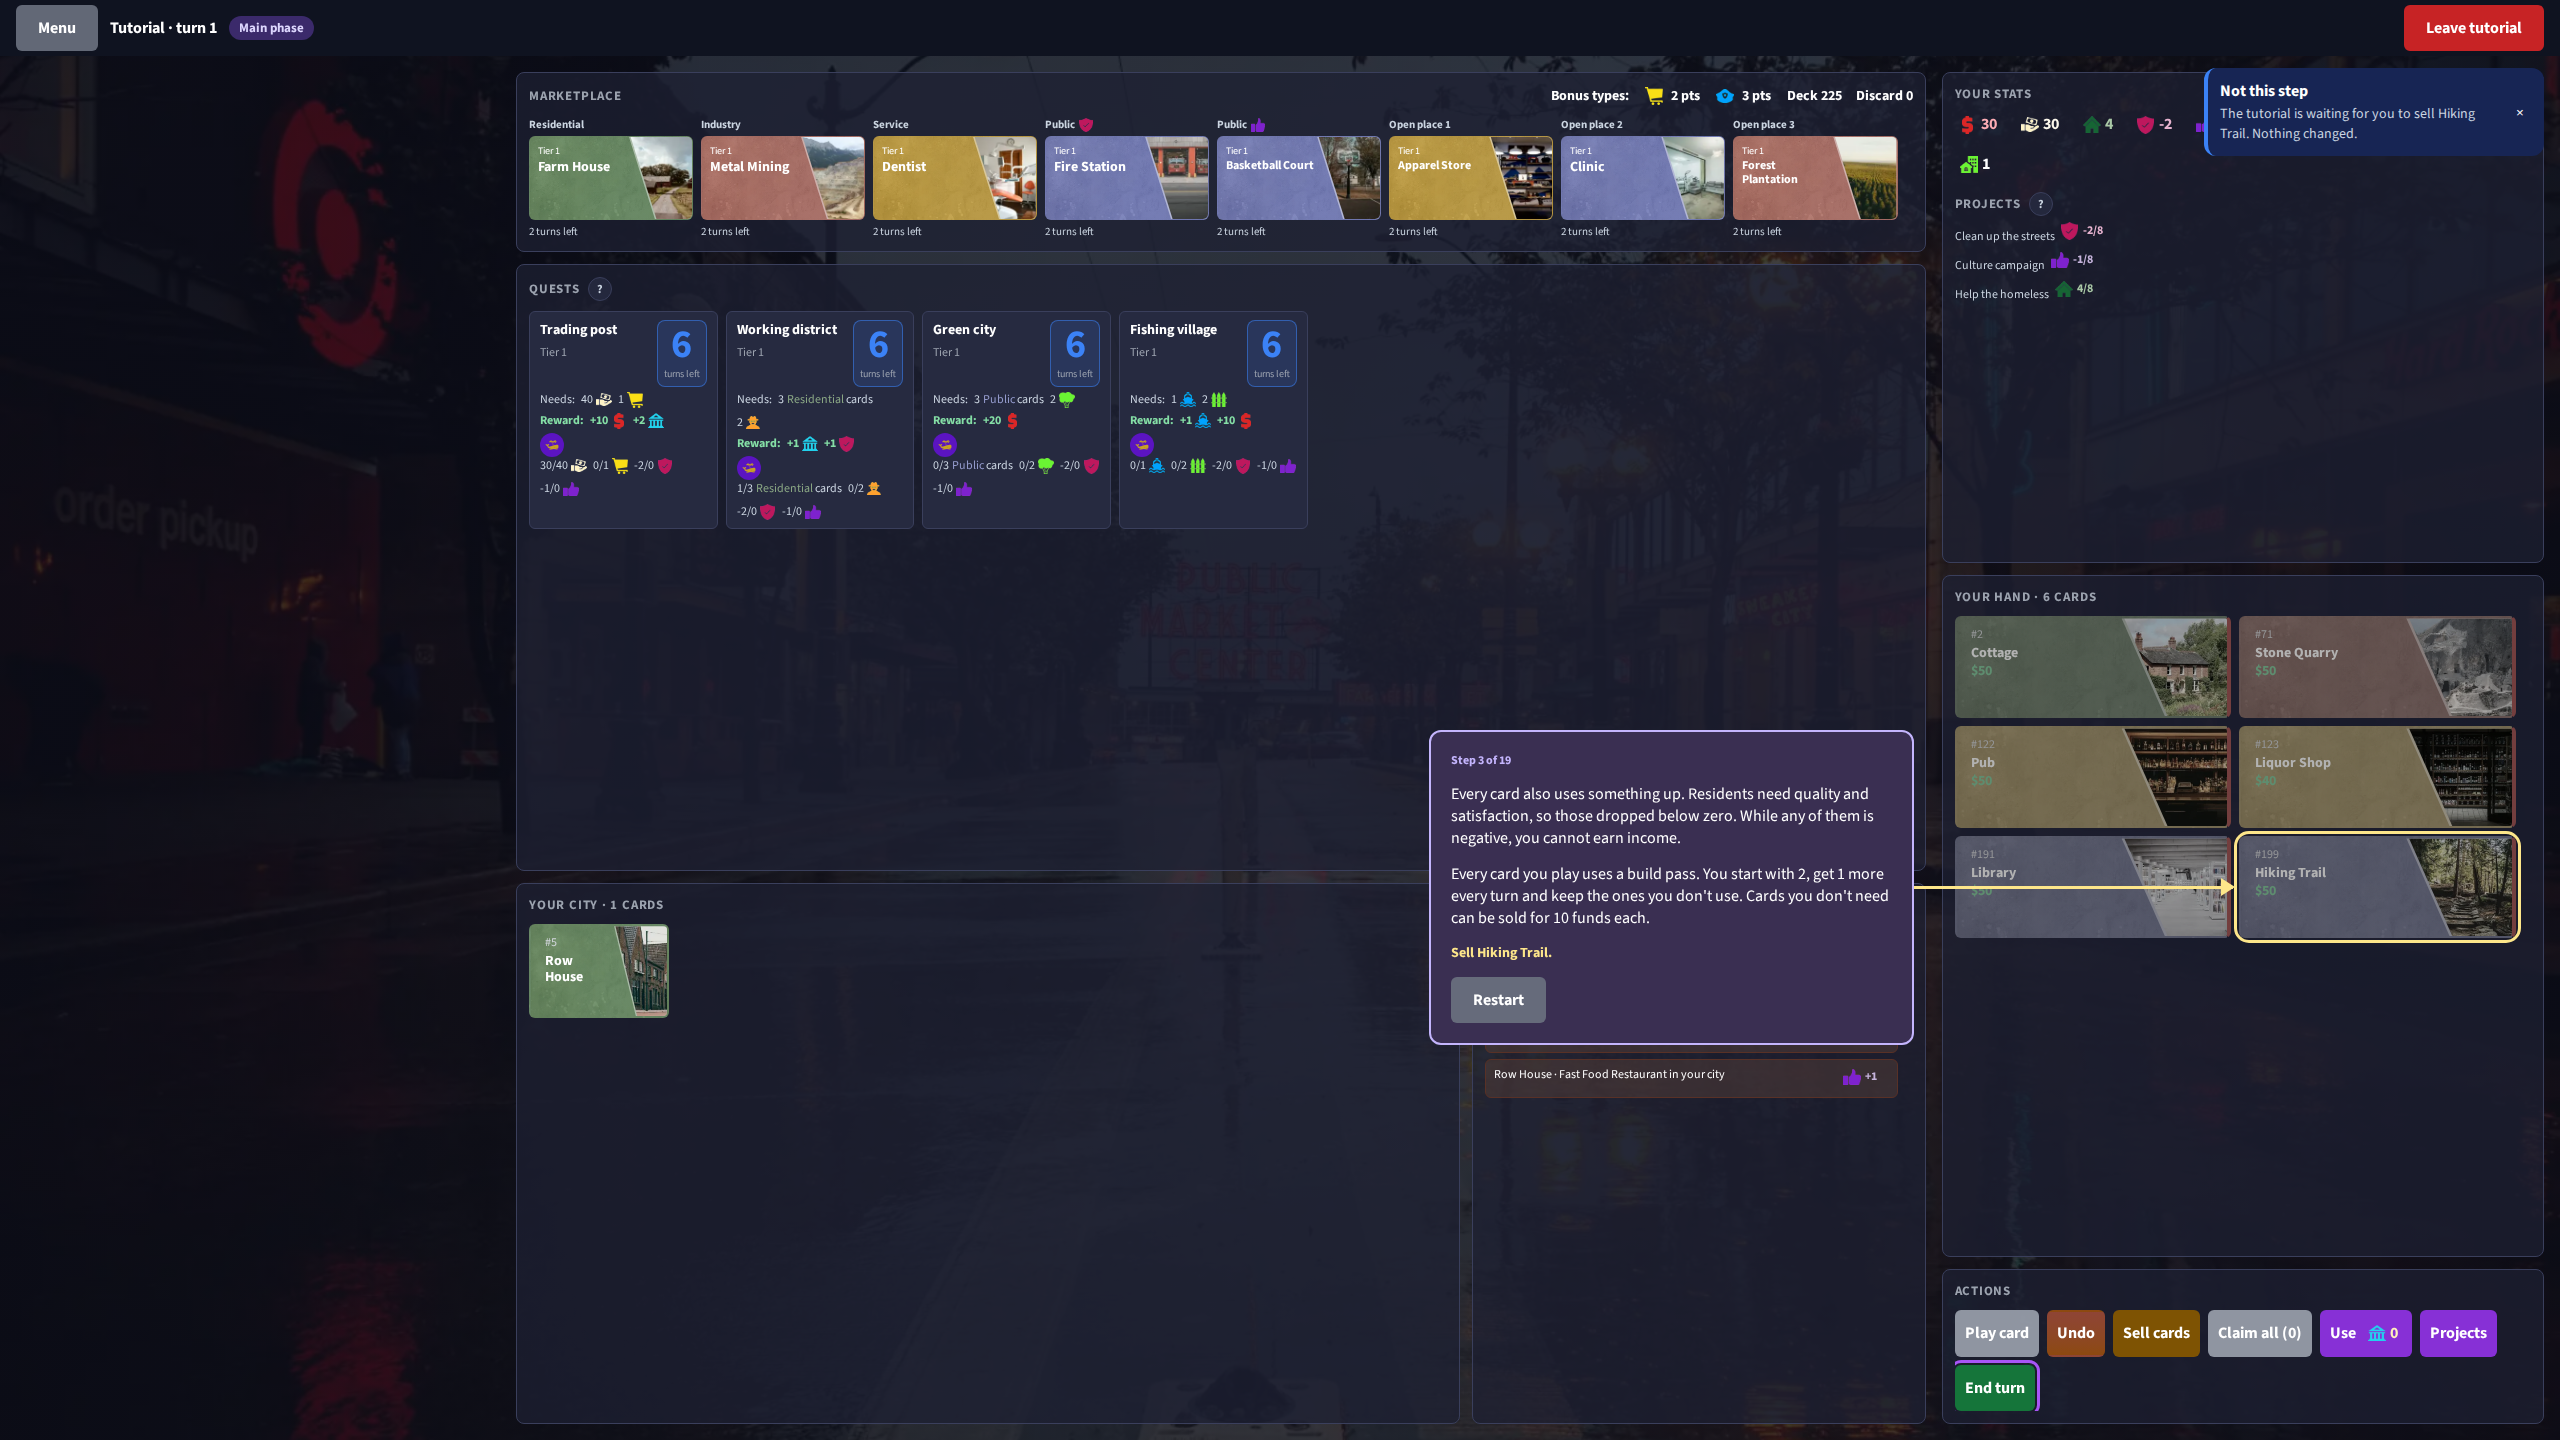 Menu
Tutorial · turn 1
Main phase
Leave tutorial
MARKETPLACE
Bonus types: 2 pts 3 pts Deck 225 Discard 0
Residential
Tier 1
Farm House
2 turns left
Industry
Tier 1
Metal Mining
2 turns left
Service
Tier 1
Dentist
2 turns left
Public
Tier 1
Fire Station
2 turns left
Public
Tier 1
Basketball Court
2 turns left
Open place 1
Tier 1
Apparel Store
2 turns left
Open place 2
Tier 1
Clinic
2 turns left
Open place 3
Tier 1
Forest
Plantation
2 turns left
QUESTS ?
Trading post
Tier 1
6
turns left
Needs: 40 1
Reward: +10 +2
30/40 0/1 -2/0
-1/0
Working district
Tier 1
6
turns left
Needs: 3 Residential cards
2
Reward: +1 +1
1/3 Residential cards 0/2
-2/0 -1/0
Green city
Tier 1
6
turns left
Needs: 3 Public cards 2
Reward: +20
0/3 Public cards 0/2 -2/0
-1/0
Fishing village
Tier 1
6
turns left
Needs: 1 2
Reward: +1 +10
0/1 0/2 -2/0 -1/0
order pickup
PUBLIC
MARKET
CENTER
YOUR CITY · 1 CARDS
#5
Row
House
Step 3 of 19
Every card also uses something up. Residents need quality and
satisfaction, so those dropped below zero. While any of them is
negative, you cannot earn income.
Every card you play uses a build pass. You start with 2, get 1 more
every turn and keep the ones you don't use. Cards you don't need
can be sold for 10 funds each.
Sell Hiking Trail.
Restart
Row House · Fast Food Restaurant in your city +1
YOUR STATS
30 30 4 -2
1
Not this step
The tutorial is waiting for you to sell Hiking
Trail. Nothing changed.
×
PROJECTS ?
Clean up the streets -2/8
Culture campaign -1/8
Help the homeless 4/8
YOUR HAND · 6 CARDS
#2
Cottage
$50
#71
Stone Quarry
$50
#122
Pub
$50
#123
Liquor Shop
$40
#191
Library
$50
#199
Hiking Trail
$50
ACTIONS
Play card
Undo
Sell cards
Claim all (0)
Use 0
Projects
End turn